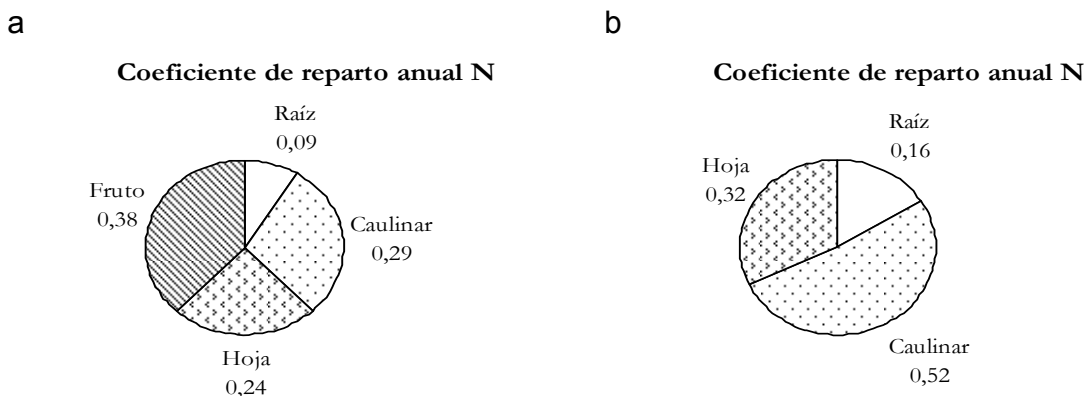 a
Coeficiente de reparto anual N
Raíz
0,09
Caulinar
0,29
Hoja
0,24
Fruto
0,38
b
Coeficiente de reparto anual N
Raíz
0,16
Caulinar
0,52
Hoja
0,32